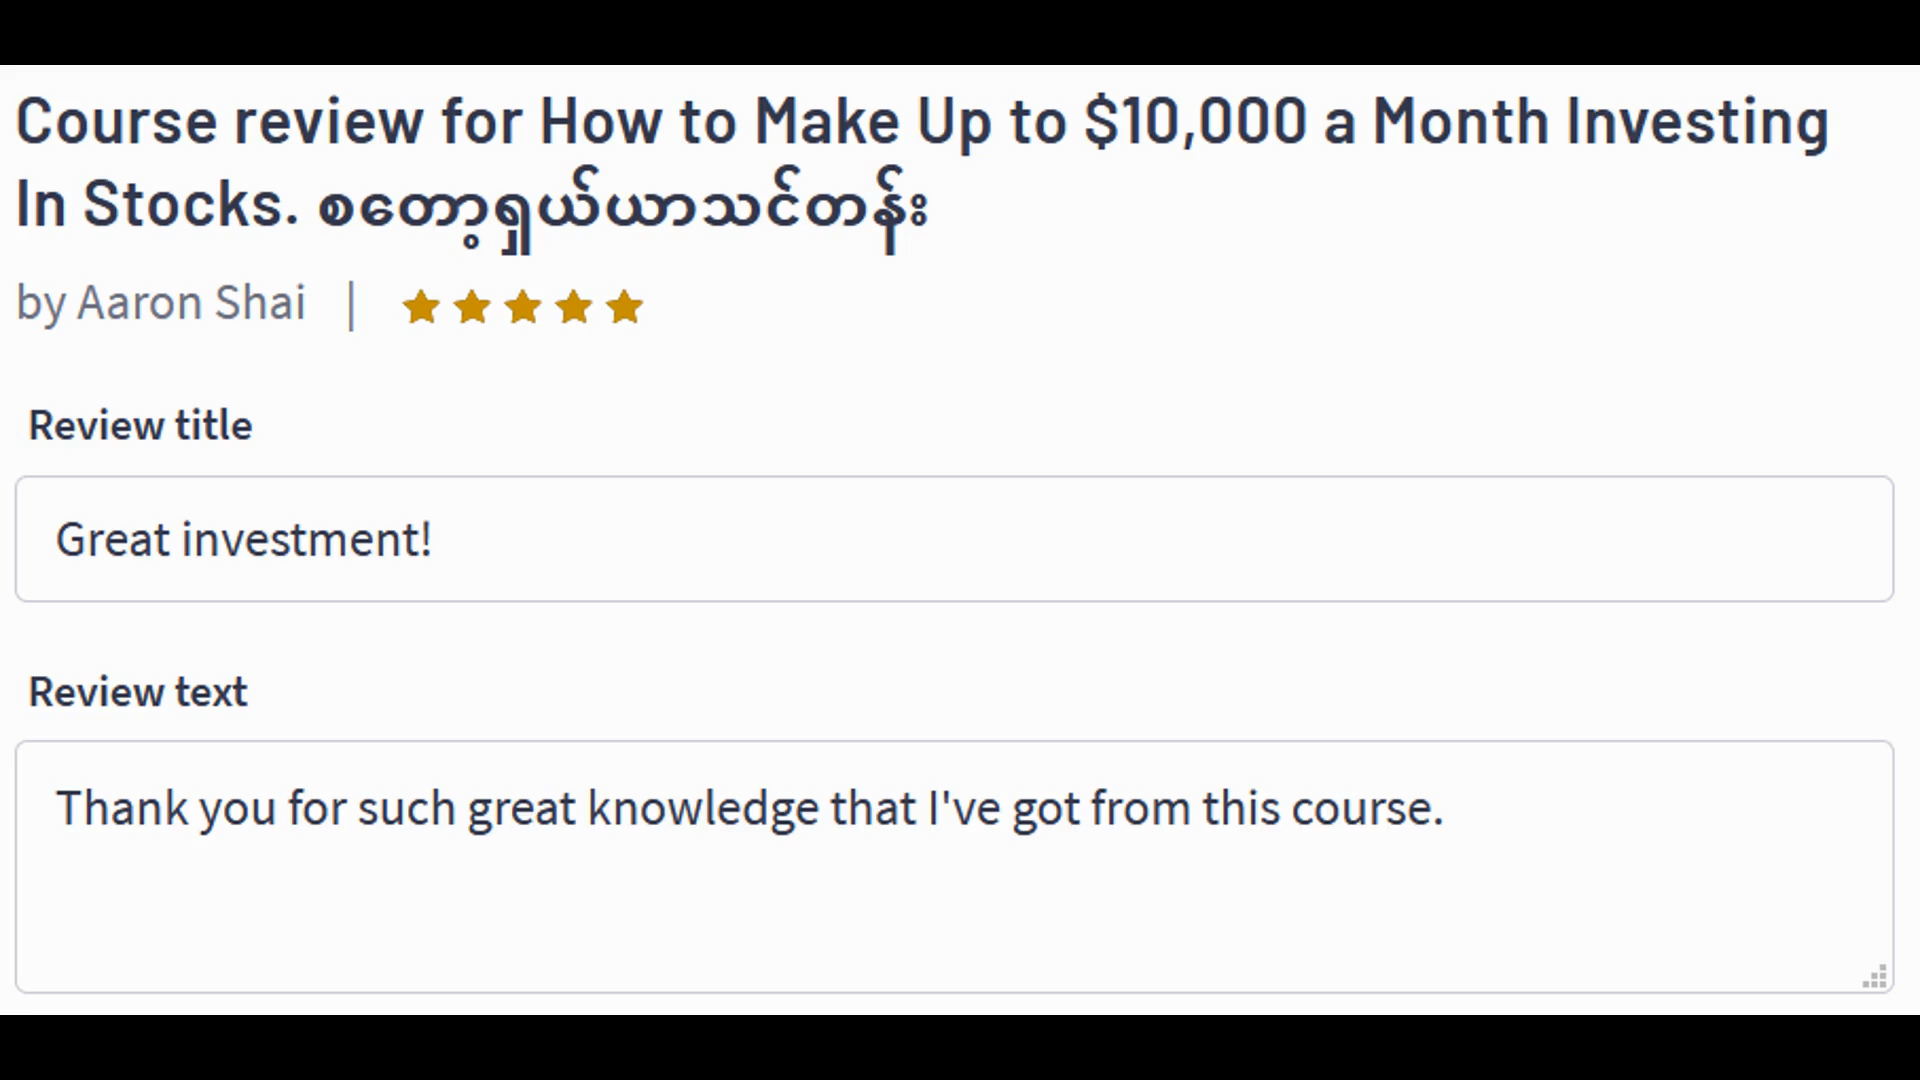 Course review for How to Make Up to $10,000 a Month Investing
In Stocks. စတော့ရှယ်ယာသင်တန်း
by Aaron Shai |
Review title
Great investment!
Review text
Thank you for such great knowledge that I've got from this course.